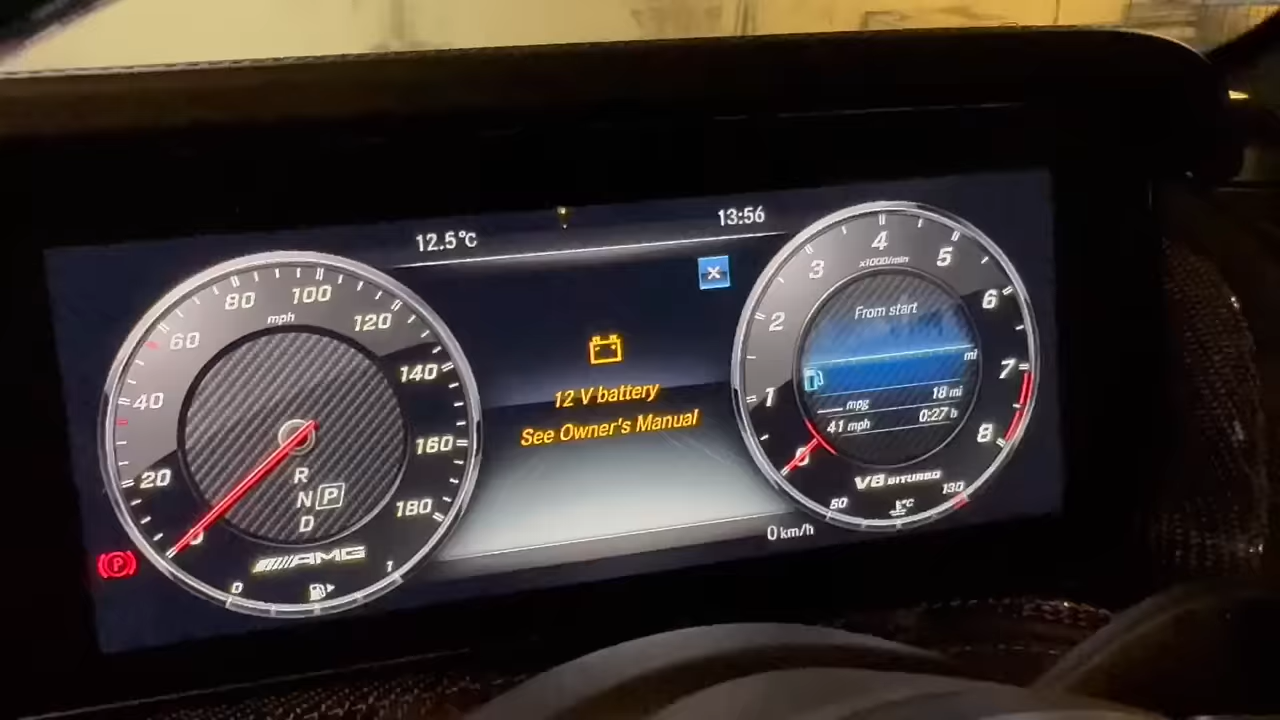 12.5°C
13:56
20
40
60
80
100
120
140
160
180
mph
R
N P
D
AMG
0
1
P
12 V battery
See Owner's Manual
0 km/h
0
1
2
3
4
5
6
7
8
x1000/min
From start
mi
mpg
18 mi
41 mph
0:27 h
V8 BITURBO
50
°C
130